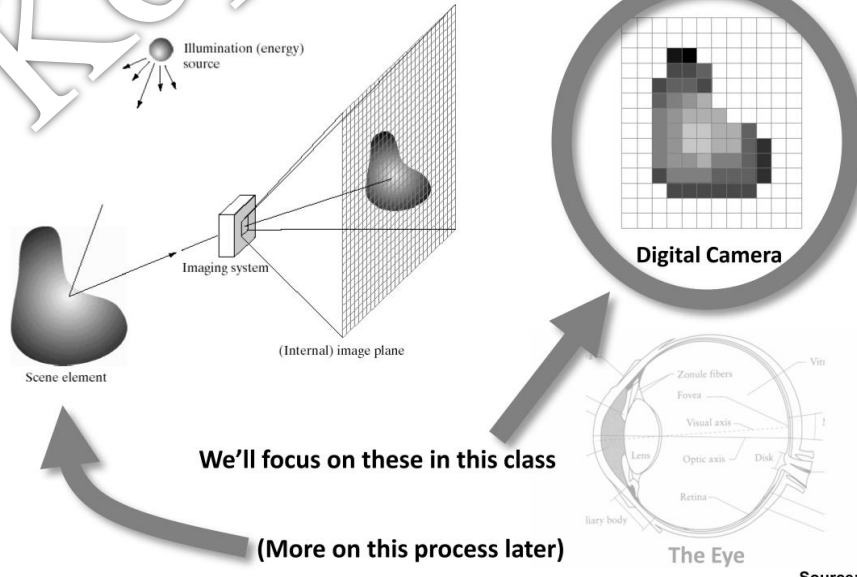 Illumination (energy)
source
Imaging system
(Internal) image plane
Scene element
Digital Camera
We'll focus on these in this class
(More on this process later)
Zonule fibers
Fovea
Visual axis
Lens
Optic axis
Disk
Retina
The Eye